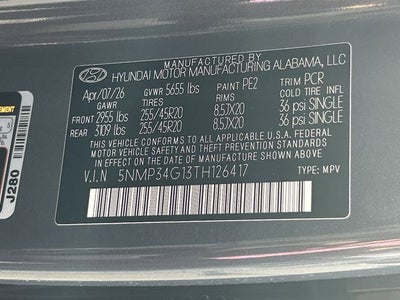 MANUFACTURED BY
HYUNDAI MOTOR MANUFACTURING ALABAMA, LLC
Apr/07/26 GVWR 5655 lbs PAINT PE2 TRIM PCR
GAWR TIRES RIMS COLD TIRE INFL
FRONT 2955 lbs 255/45R20 8.5JX20 36 psi SINGLE
REAR 3109 lbs 255/45R20 8.5JX20 36 psi SINGLE
THIS VEHICLE CONFORMS TO ALL APPLICABLE U.S. FEDERAL
MOTOR VEHICLE SAFETY AND THEFT PREVENTION STANDARDS
IN EFFECT ON THE DATE OF MANUFACTURE SHOWN ABOVE.
V.I.N 5NMP34G13TH126417 TYPE: MPV
J280